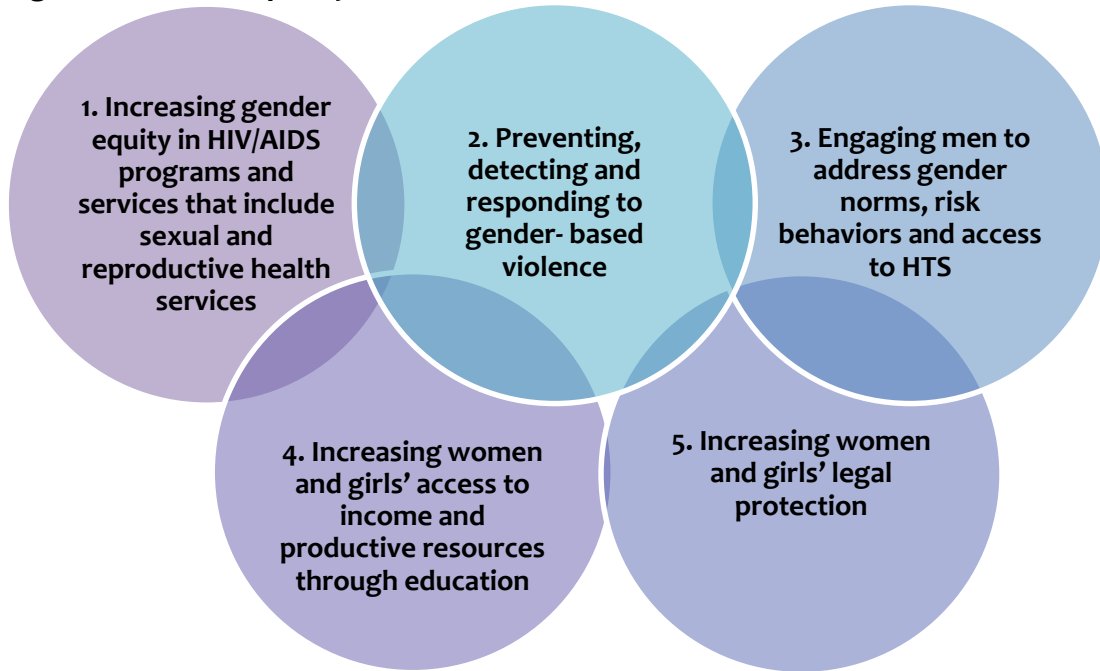 1. Increasing gender
equity in HIV/AIDS
programs and
services that include
sexual and
reproductive health
services
2. Preventing,
detecting and
responding to
gender- based
violence
3. Engaging men to
address gender
norms, risk
behaviors and access
to HTS
4. Increasing women
and girls’ access to
income and
productive resources
through education
5. Increasing women
and girls’ legal
protection